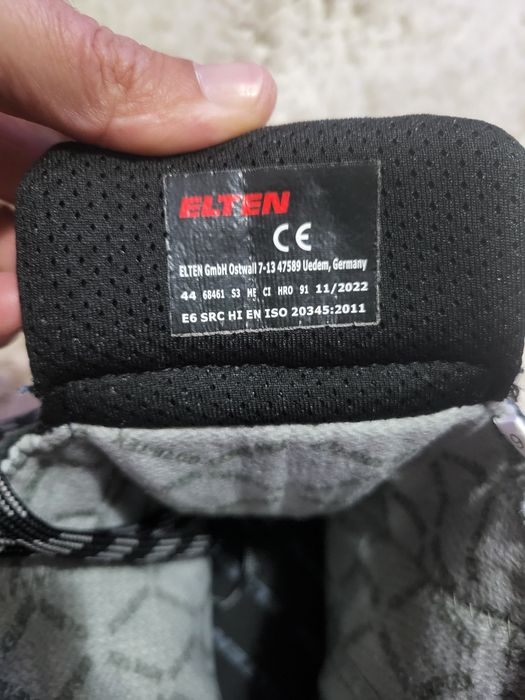 ELTEN
CE
ELTEN GmbH Ostwall 7-13 47589 Uedem, Germany
44 68461 S3 ME CI HRO 91 11/2022
E6 SRC HI EN ISO 20345:2011